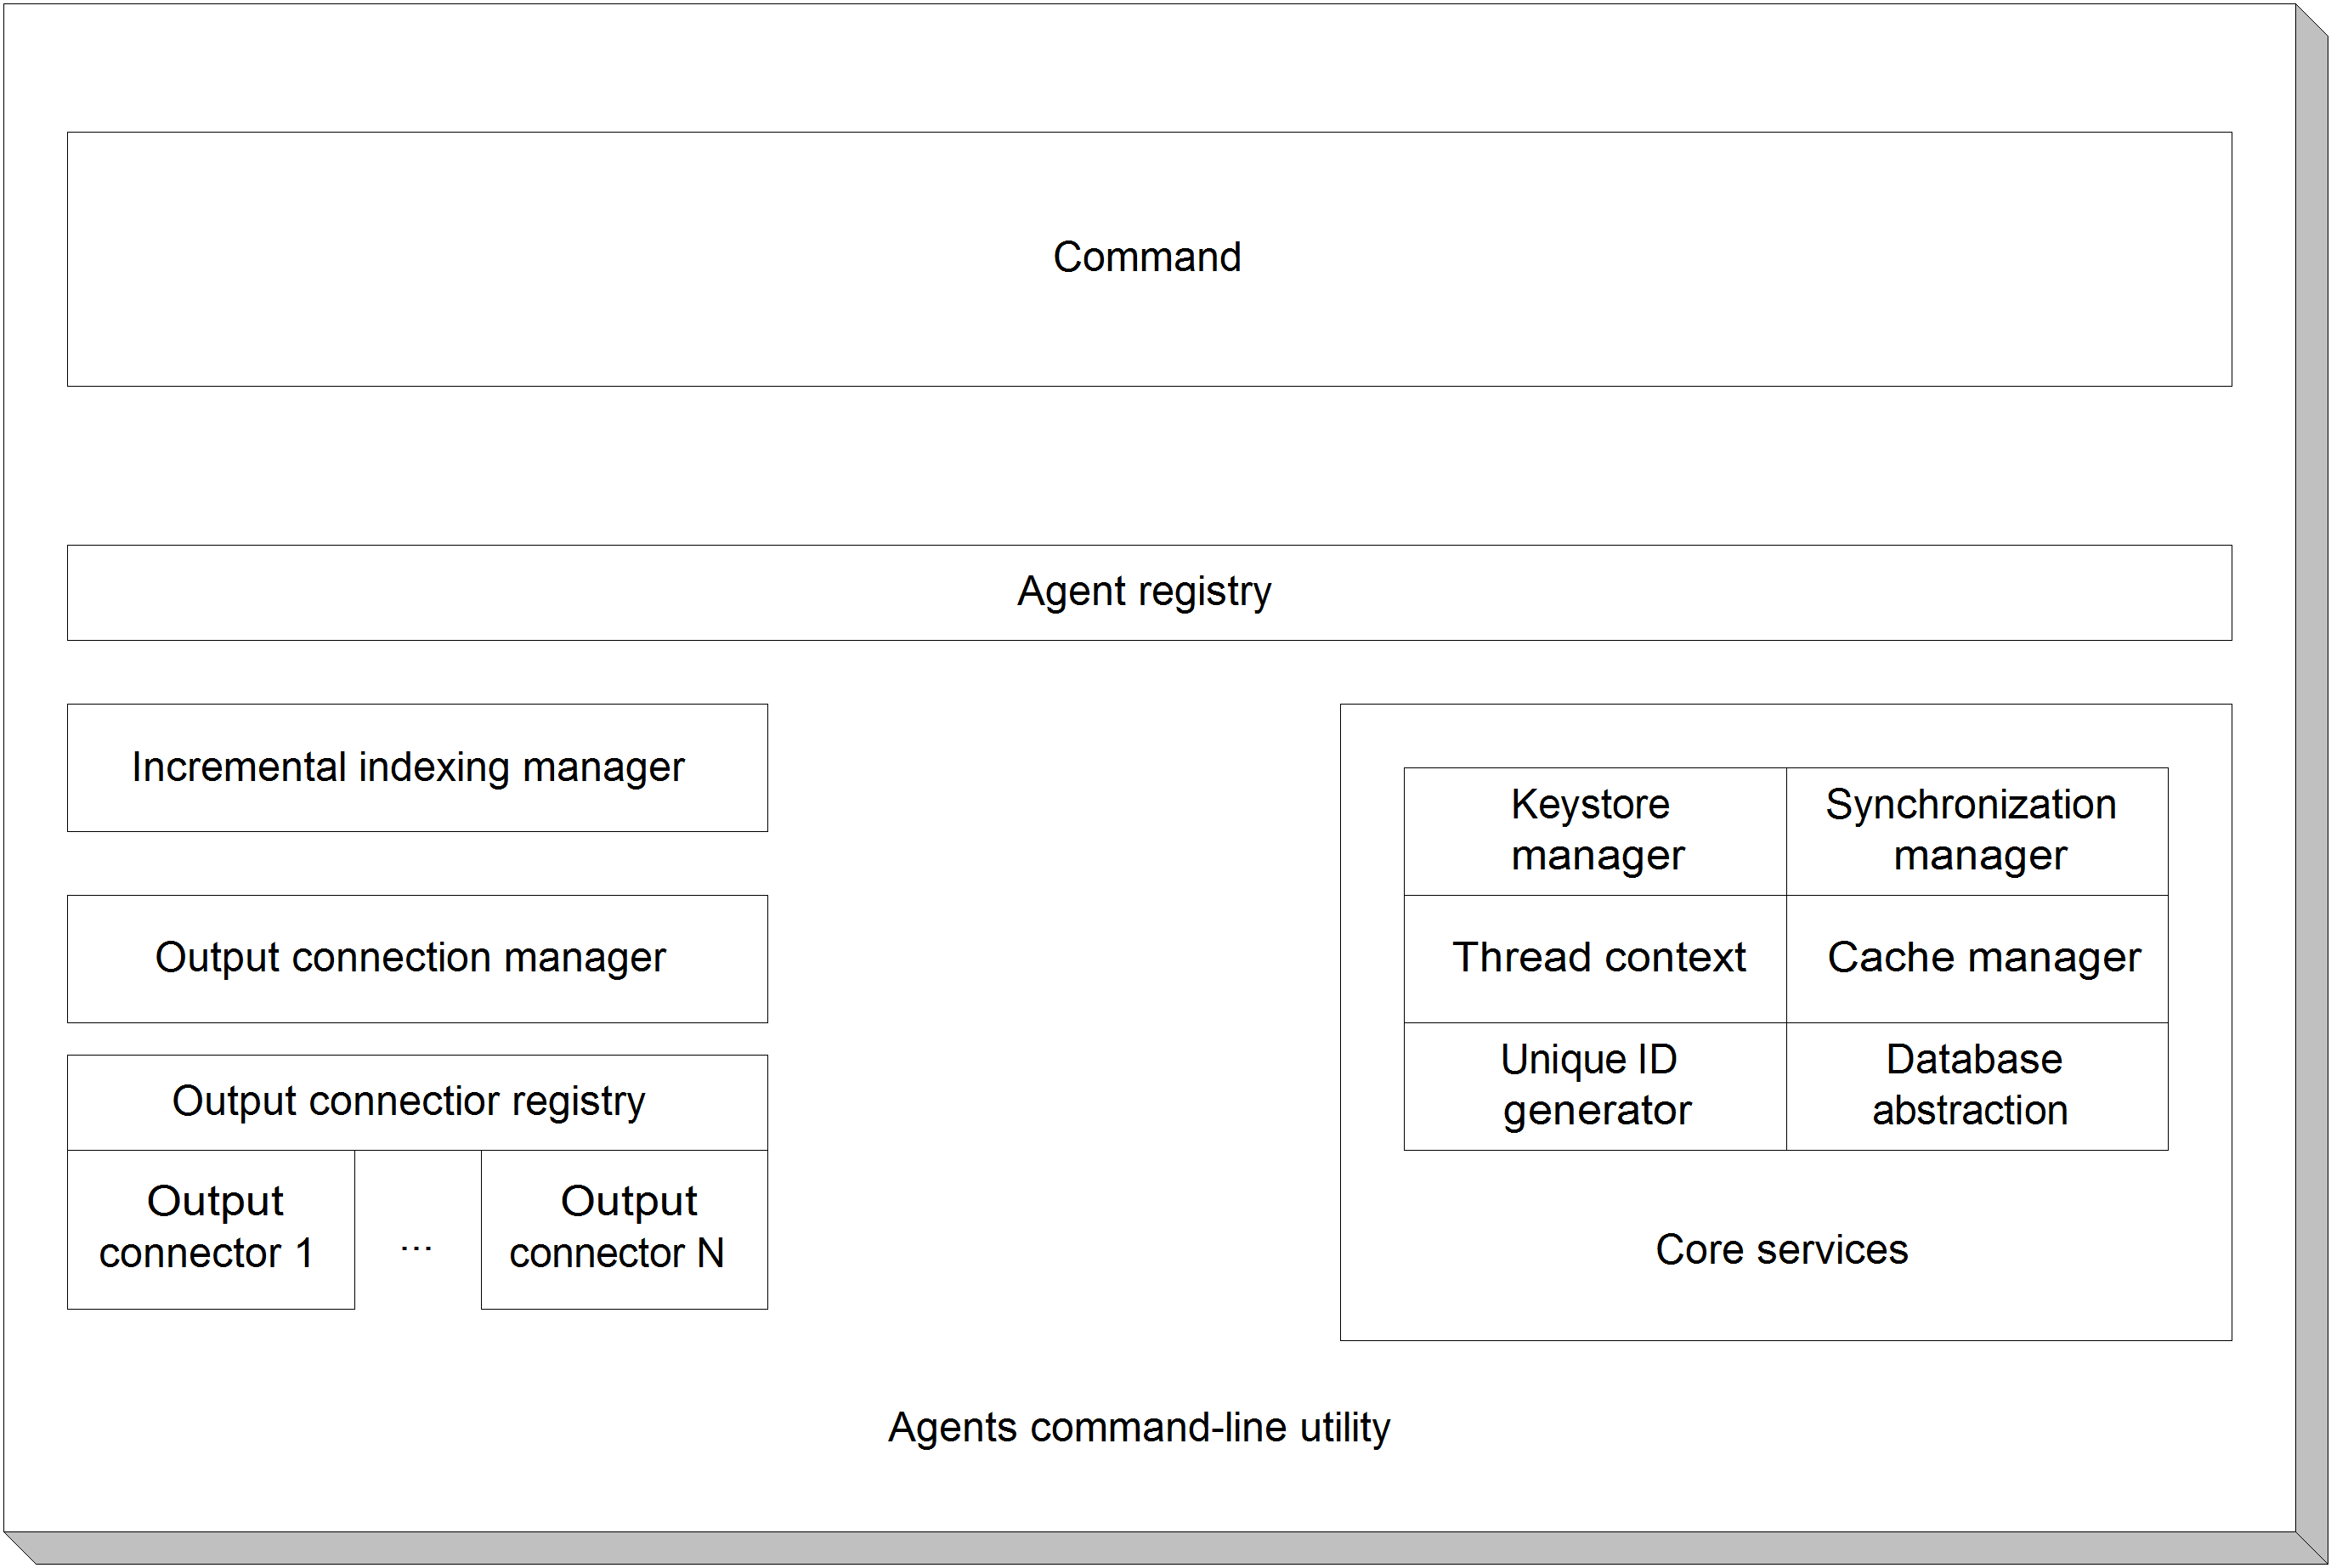 Command
Agent registry
Incremental indexing manager
Output connection manager
Output connectior registry
Output
connector 1
...
Output
connector N
Keystore
manager
Synchronization
manager
Thread context
Cache manager
Unique ID
generator
Database
abstraction
Core services
Agents command-line utility